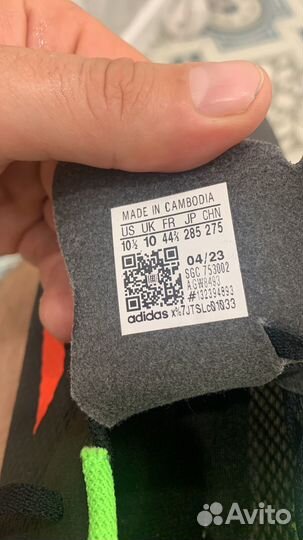 MADE IN CAMBODIA
US UK FR JP CHN
10½ 10 44⅔ 285 275
04/23
SGC 753002
#132394893
adidas
Avito